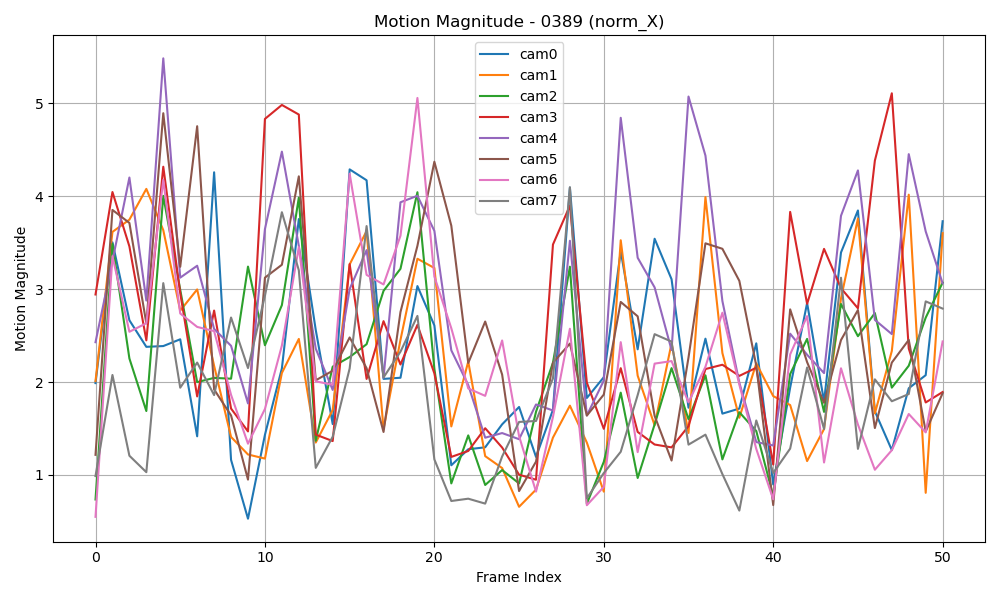 Motion Magnitude - 0389 (norm_X)
cam0
cam1
cam2
cam3
cam4
cam5
cam6
cam7
Motion Magnitude
5
4
3
2
1
0
10
20
30
40
50
Frame Index